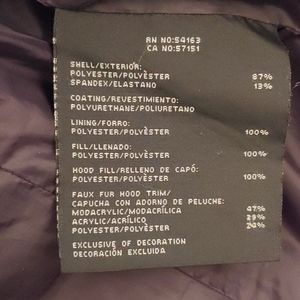 RN NO:54163
CA NO:57151
SHELL/EXTERIOR:
POLYESTER/POLYÈSTER 87%
SPANDEX/ELASTANO 13%
COATING/REVESTIMIENTO:
POLYURETHANE/POLIURETANO
LINING/FORRO:
POLYESTER/POLYÈSTER 100%
FILL/LLENADO:
POLYESTER/POLYÈSTER 100%
HOOD FILL/RELLENO DE CAPÓ:
POLYESTER/POLYÈSTER 100%
FAUX FUR HOOD TRIM/
CAPUCHA CON ADORNO DE PELUCHE:
MODACRYLIC/MODACRÍLICA 47%
ACRYLIC/ACRÍLICO 29%
POLYESTER/POLYÈSTER 24%
EXCLUSIVE OF DECORATION
DECORACIÓN EXCLUIDA